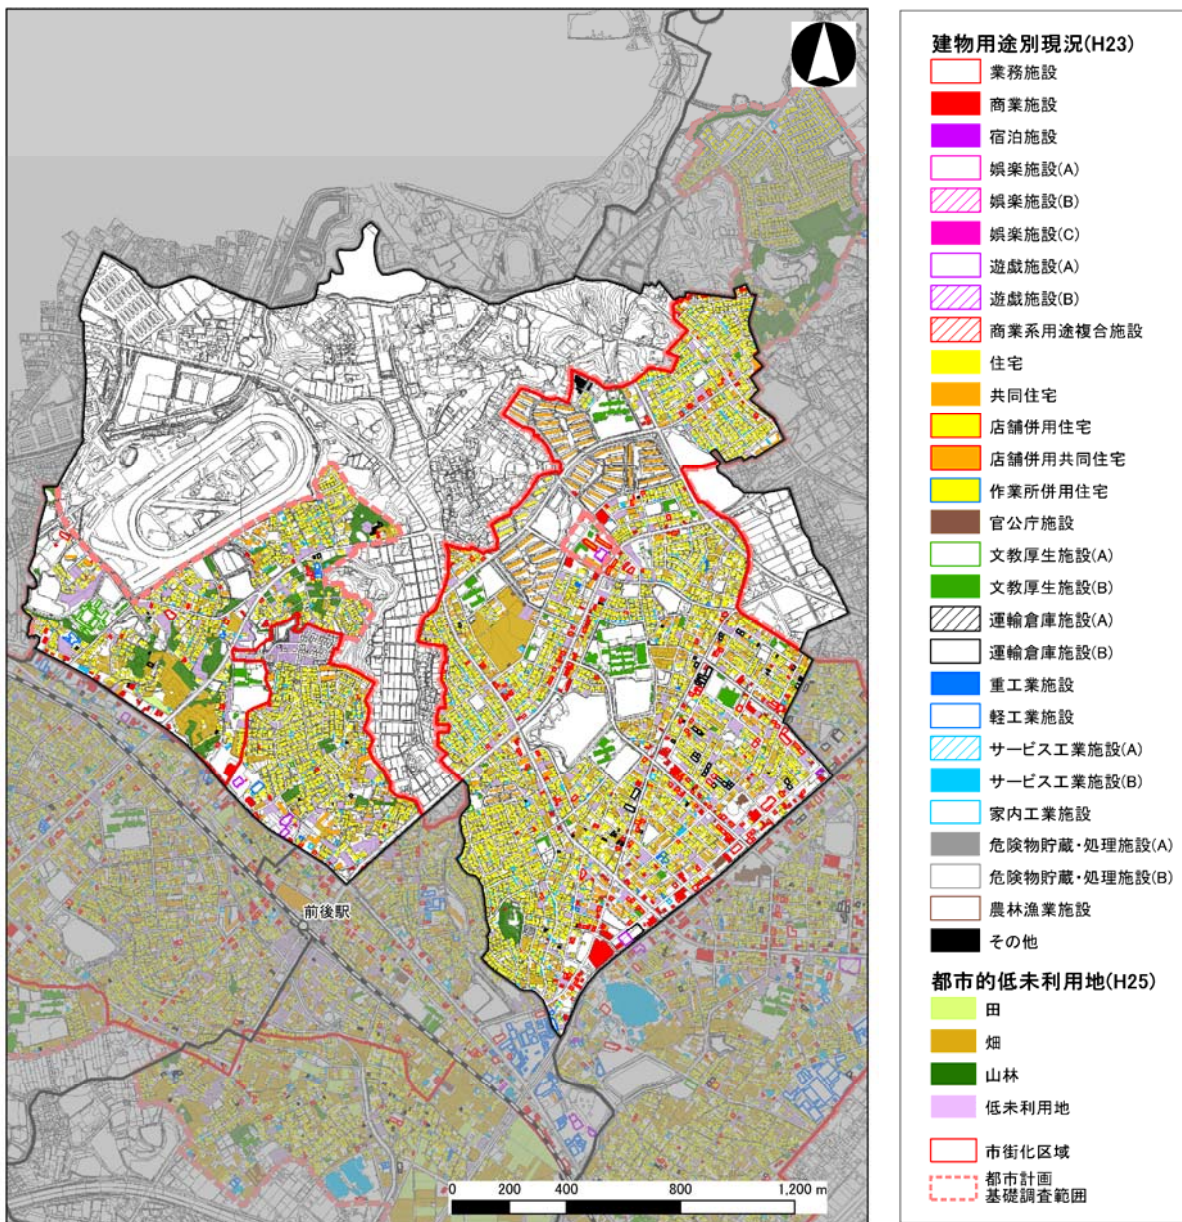 前後駅
0 200 400 800 1,200 m
建物用途別現況(H23)
業務施設
商業施設
宿泊施設
娯楽施設(A)
娯楽施設(B)
娯楽施設(C)
遊戯施設(A)
遊戯施設(B)
商業系用途複合施設
住宅
共同住宅
店舗併用住宅
店舗併用共同住宅
作業所併用住宅
官公庁施設
文教厚生施設(A)
文教厚生施設(B)
運輸倉庫施設(A)
運輸倉庫施設(B)
重工業施設
軽工業施設
サービス工業施設(A)
サービス工業施設(B)
家内工業施設
危険物貯蔵・処理施設(A)
危険物貯蔵・処理施設(B)
農林漁業施設
その他
都市的低未利用地(H25)
田
畑
山林
低未利用地
市街化区域
都市計画
基礎調査範囲